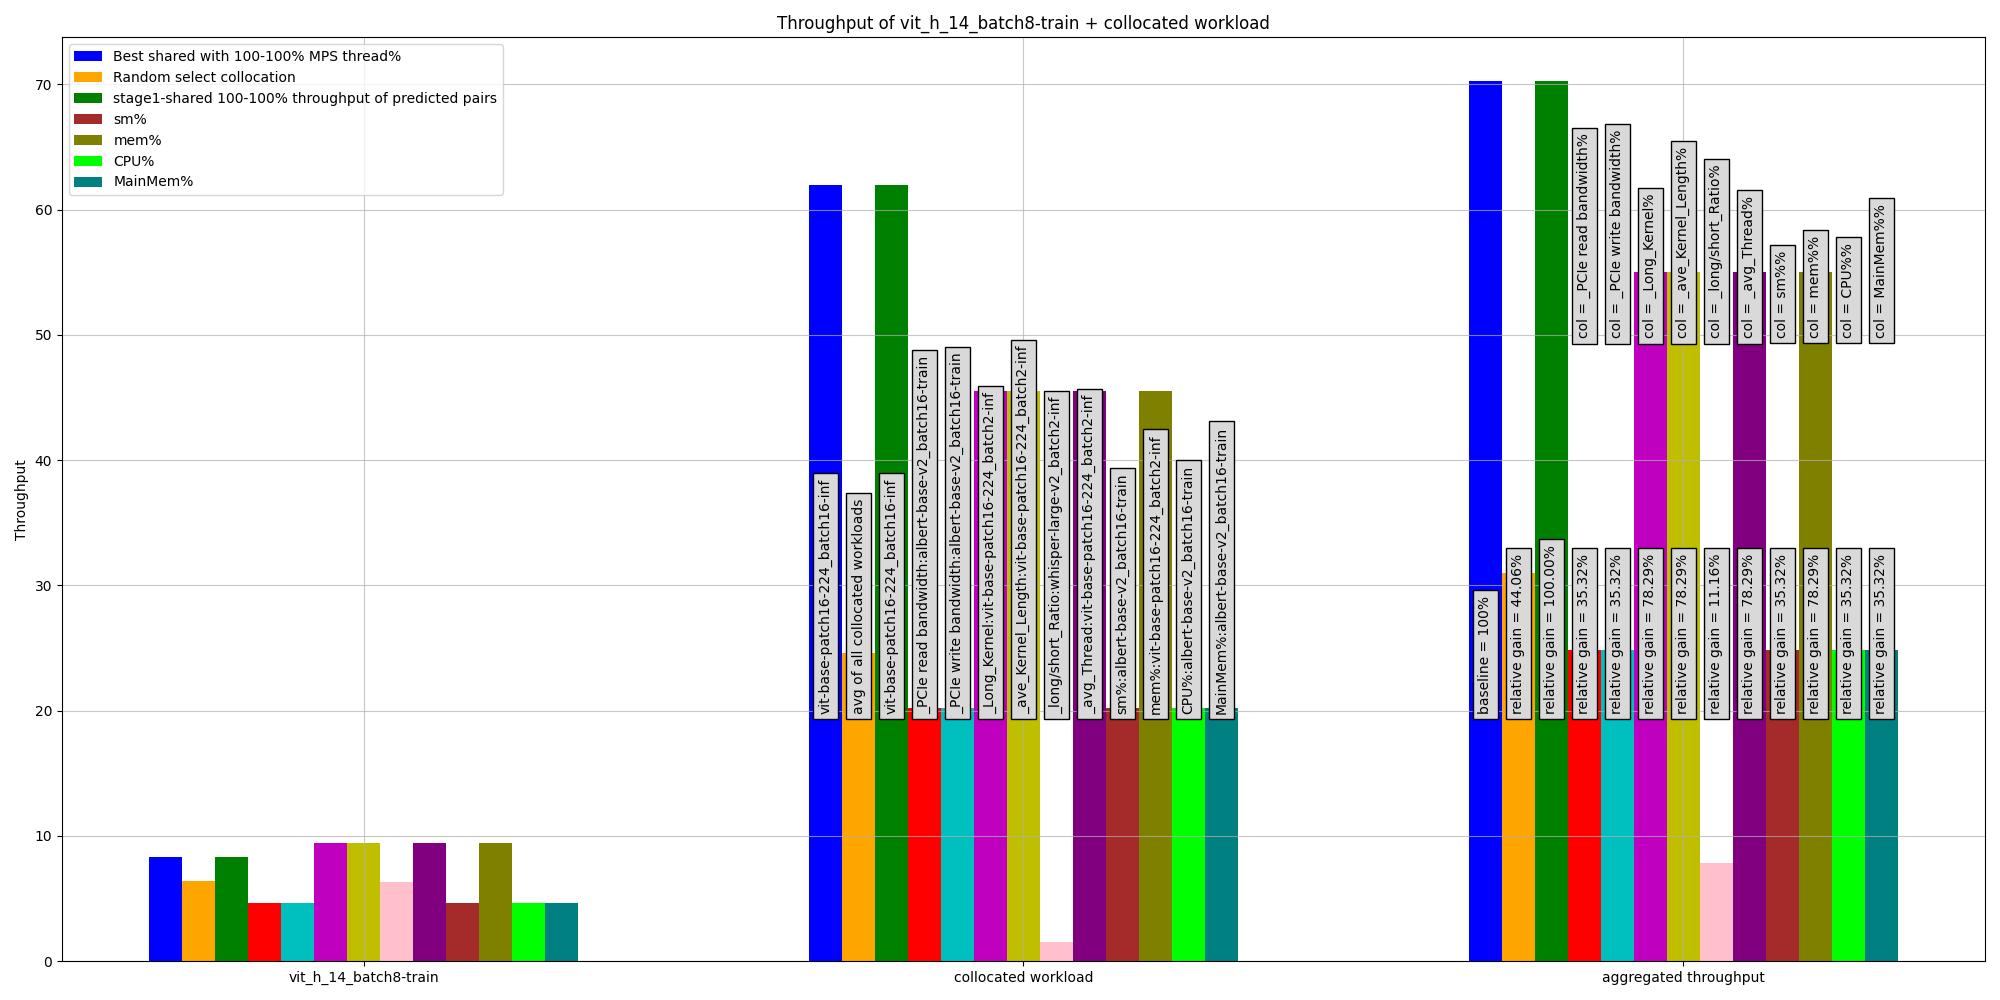 Throughput of vit_h_14_batch8-train + collocated workload
Best shared with 100-100% MPS thread%
Random select collocation
stage1-shared 100-100% throughput of predicted pairs
sm%
mem%
CPU%
MainMem%
Throughput
70
60
50
40
30
20
10
0
vit-base-patch16-224_batch16-inf
avg of all collocated workloads
vit-base-patch16-224_batch16-inf
_PCIe read bandwidth:albert-base-v2_batch16-train
_PCIe write bandwidth:albert-base-v2_batch16-train
_Long_Kernel:vit-base-patch16-224_batch2-inf
_ave_Kernel_Length:vit-base-patch16-224_batch2-inf
_long/short_Ratio:whisper-large-v2_batch2-inf
_avg_Thread:vit-base-patch16-224_batch2-inf
sm%:albert-base-v2_batch16-train
mem%:vit-base-patch16-224_batch2-inf
CPU%:albert-base-v2_batch16-train
MainMem%:albert-base-v2_batch16-train
col = _PCIe read bandwidth%
col = _PCIe write bandwidth%
col = _Long_Kernel%
col = _ave_Kernel_Length%
col = _long/short_Ratio%
col = _avg_Thread%
col = sm%%
col = mem%%
col = CPU%%
col = MainMem%%
baseline = 100%
relative gain = 44.06%
relative gain = 100.00%
relative gain = 35.32%
relative gain = 35.32%
relative gain = 78.29%
relative gain = 78.29%
relative gain = 11.16%
relative gain = 78.29%
relative gain = 35.32%
relative gain = 78.29%
relative gain = 35.32%
relative gain = 35.32%
vit_h_14_batch8-train
collocated workload
aggregated throughput